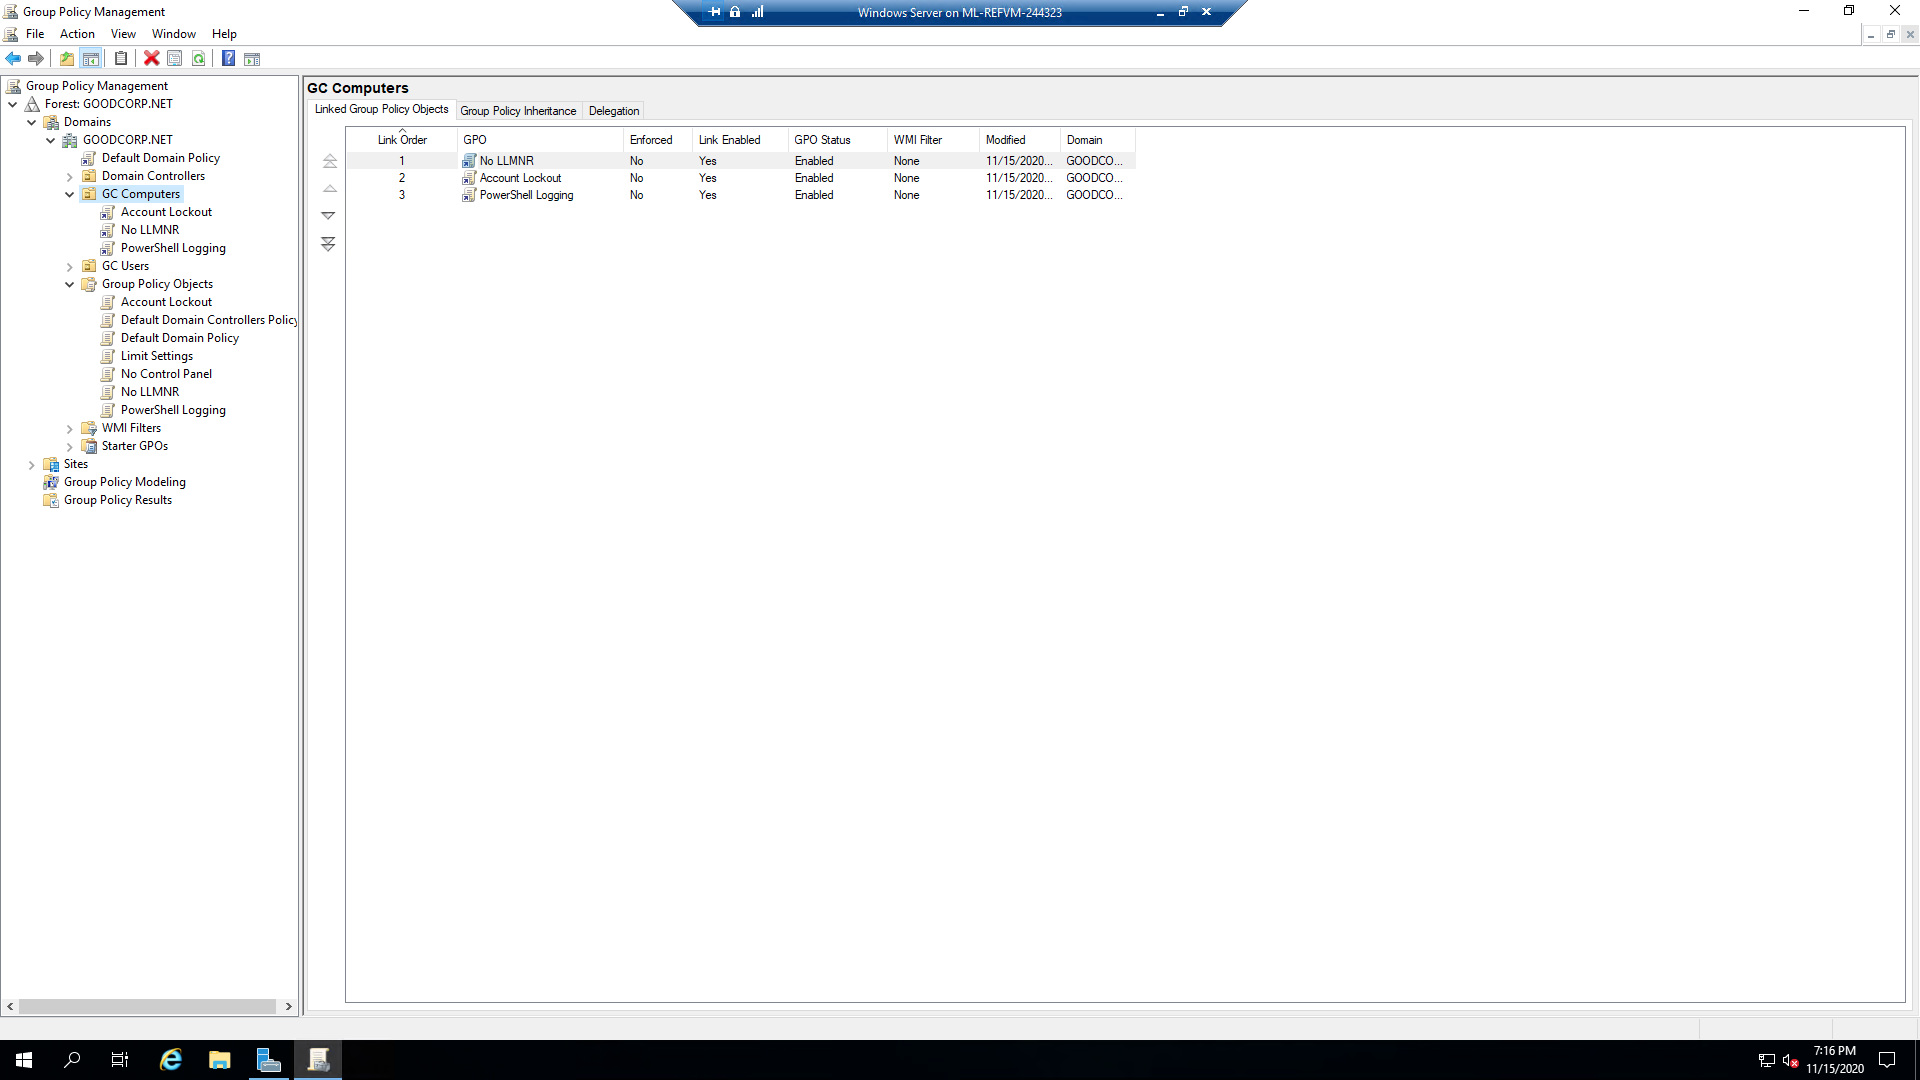 Group Policy Management
Windows Server on ML-REFVM-244323
File Action View Window Help
Group Policy Management
Forest: GOODCORP.NET
Domains
GOODCORP.NET
Default Domain Policy
Domain Controllers
GC Computers
Account Lockout
No LLMNR
PowerShell Logging
GC Users
Group Policy Objects
Account Lockout
Default Domain Controllers Policy
Default Domain Policy
Limit Settings
No Control Panel
No LLMNR
PowerShell Logging
WMI Filters
Starter GPOs
Sites
Group Policy Modeling
Group Policy Results
GC Computers
Linked Group Policy Objects Group Policy Inheritance Delegation
Link Order GPO Enforced Link Enabled GPO Status WMI Filter Modified Domain
1 No LLMNR No Yes Enabled None 11/15/2020... GOODCO...
2 Account Lockout No Yes Enabled None 11/15/2020... GOODCO...
3 PowerShell Logging No Yes Enabled None 11/15/2020... GOODCO...
7:16 PM
11/15/2020